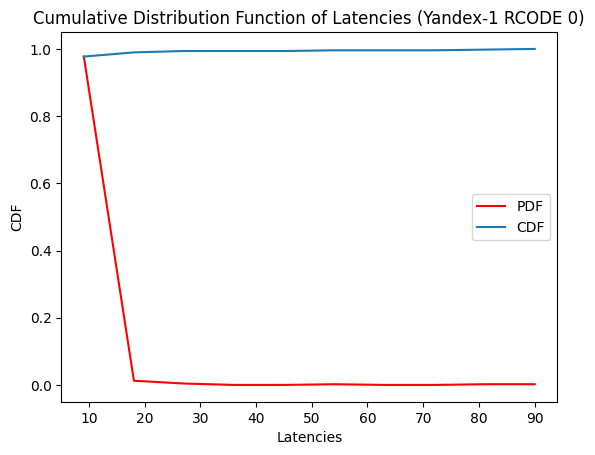 Cumulative Distribution Function of Latencies (Yandex-1 RCODE 0)
1.0
0.8
0.6
0.4
0.2
0.0
CDF
PDF
CDF
10 20 30 40 50 60 70 80 90
Latencies